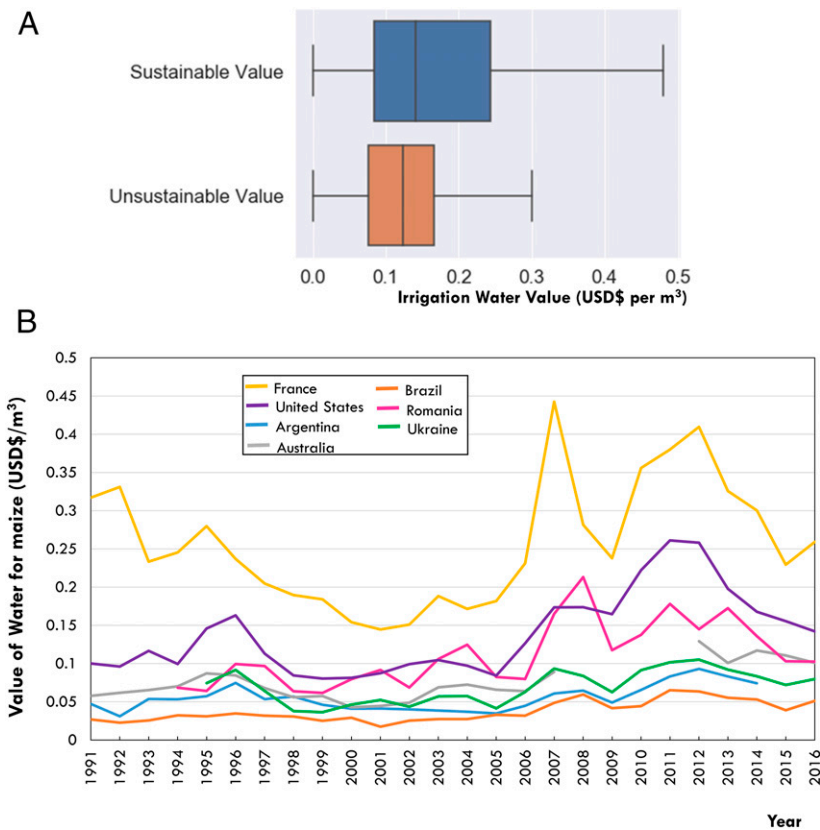 A
Sustainable Value
Unsustainable Value
0.0 0.1 0.2 0.3 0.4 0.5
Irrigation Water Value (USD$ per m³)
B
Value of Water for maize (USD$/m³)
0.5
0.45
0.4
0.35
0.3
0.25
0.2
0.15
0.1
0.05
0
France Brazil
United States Romania
Argentina Ukraine
Australia
1991 1992 1993 1994 1995 1996 1997 1998 1999 2000 2001 2002 2003 2004 2005 2006 2007 2008 2009 2010 2011 2012 2013 2014 2015 2016
Year